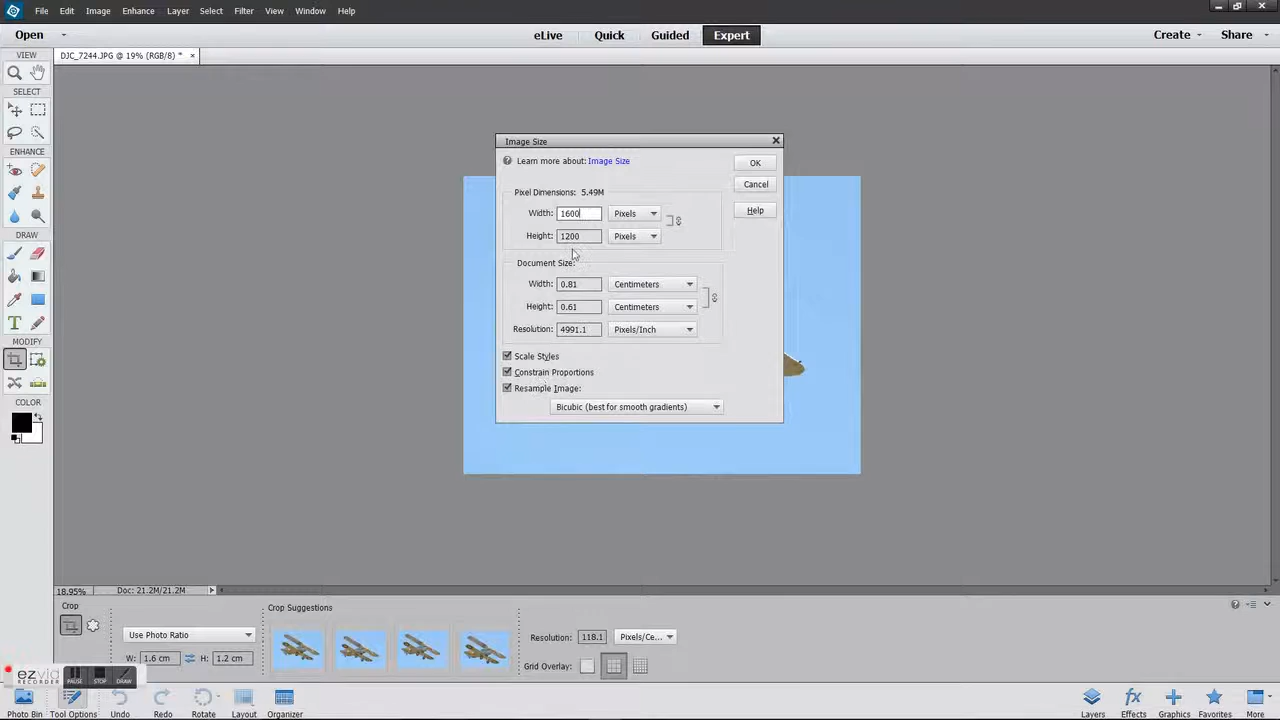 File Edit Image Enhance Layer Select Filter View Window Help
Open eLive Quick Guided Expert Create Share
VIEW DJC_7244.JPG @ 19% (RGB/8) * ×
SELECT
ENHANCE
DRAW
MODIFY
COLOR
Image Size
Learn more about: Image Size
OK
Pixel Dimensions: 5.49M
Cancel
Width: 1600 Pixels
Help
Height: 1200 Pixels
Document Size:
Width: 0.81 Centimeters
Height: 0.61 Centimeters
Resolution: 4991.1 Pixels/Inch
Scale Styles
Constrain Proportions
Resample Image:
Bicubic (best for smooth gradients)
18.95% Doc: 21.2M/21.2M
Crop Crop Suggestions
Use Photo Ratio Resolution: 118.1 Pixels/Ce...
W: 1.6 cm H: 1.2 cm Grid Overlay:
RECORDER PAUSE STOP DRAW
Photo Bin Tool Options Undo Redo Rotate Layout Organizer Layers Effects Graphics Favorites More